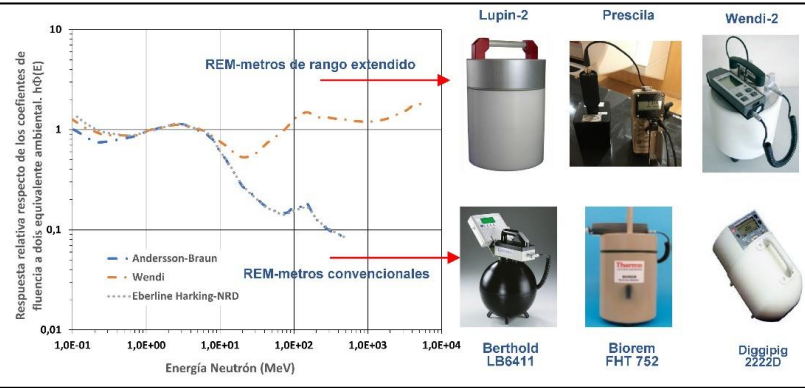 Lupin-2
Prescila
Wendi-2
10
1
0,1
0,01
Respuesta relativa respecto de los coefientes de
fluencia a dois equivalente ambiental. hΦ(E)
REM-metros de rango extendido
Andersson-Braun
Wendi
Eberline Harking-NRD
REM-metros convencionales
1,0E-01
1,0E+00
1,0E+01
1,0E+02
1,0E+03
1,0E+04
Energía Neutrón (MeV)
Thermo
Berthold
LB6411
Biorem
FHT 752
Diggipig
2222D